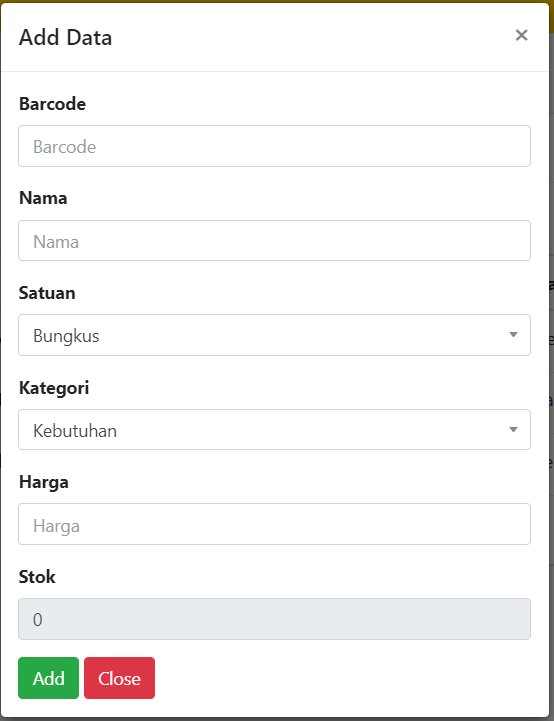 Add Data
×
Barcode
Barcode
Nama
Nama
Satuan
Bungkus
Kategori
Kebutuhan
Harga
Harga
Stok
0
Add Close